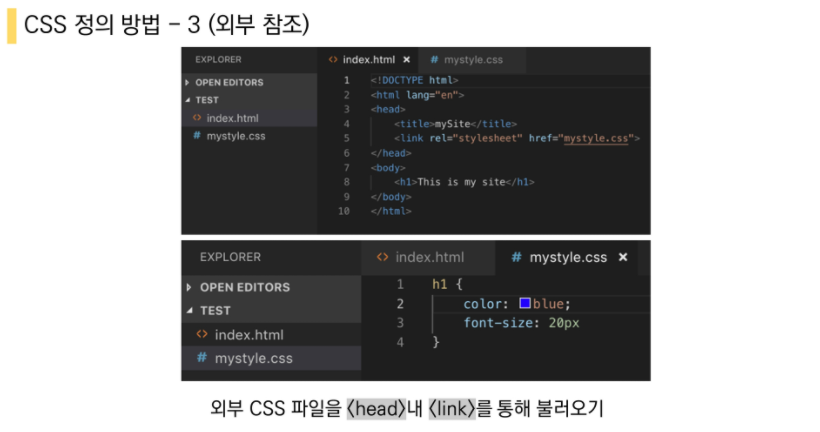 CSS 정의 방법 - 3 (외부 참조)
EXPLORER
OPEN EDITORS
TEST
<> index.html
# mystyle.css
<> index.html ×
# mystyle.css
1 <!DOCTYPE html>
2 <html lang="en">
3 <head>
4 <title>mySite</title>
5 <link rel="stylesheet" href="mystyle.css">
6 </head>
7 <body>
8 <h1>This is my site</h1>
9 </body>
10 </html>
EXPLORER
OPEN EDITORS
TEST
<> index.html
# mystyle.css
<> index.html
# mystyle.css ×
1 h1 {
2 color: blue;
3 font-size: 20px
4 }
외부 CSS 파일을 〈head〉내 〈link〉를 통해 불러오기